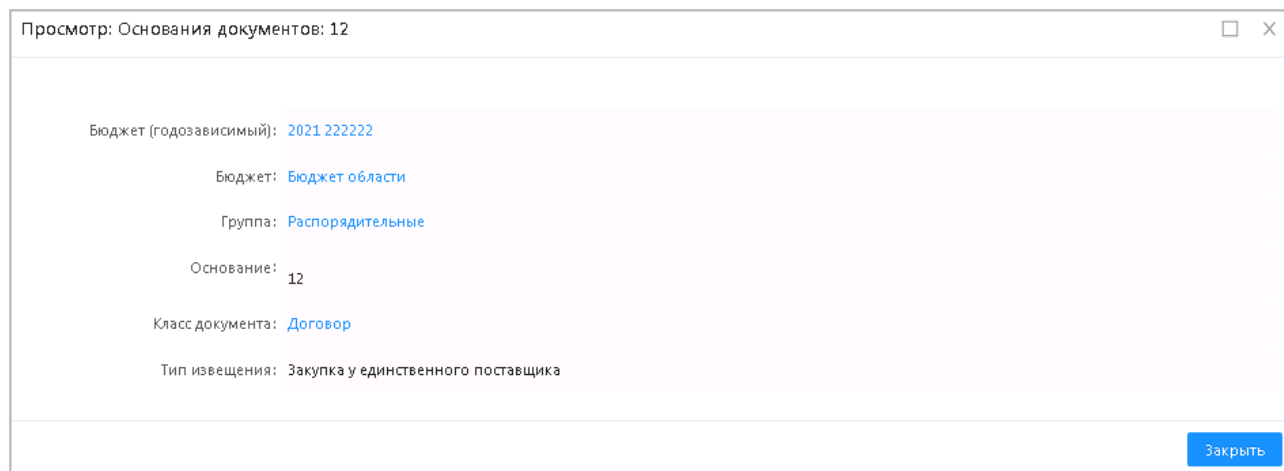 Просмотр: Основания документов: 12
Бюджет (годозависимый): 2021 222222
Бюджет: Бюджет области
Группа: Распорядительные
Основание: 12
Класс документа: Договор
Тип извещения: Закупка у единственного поставщика
Закрыть